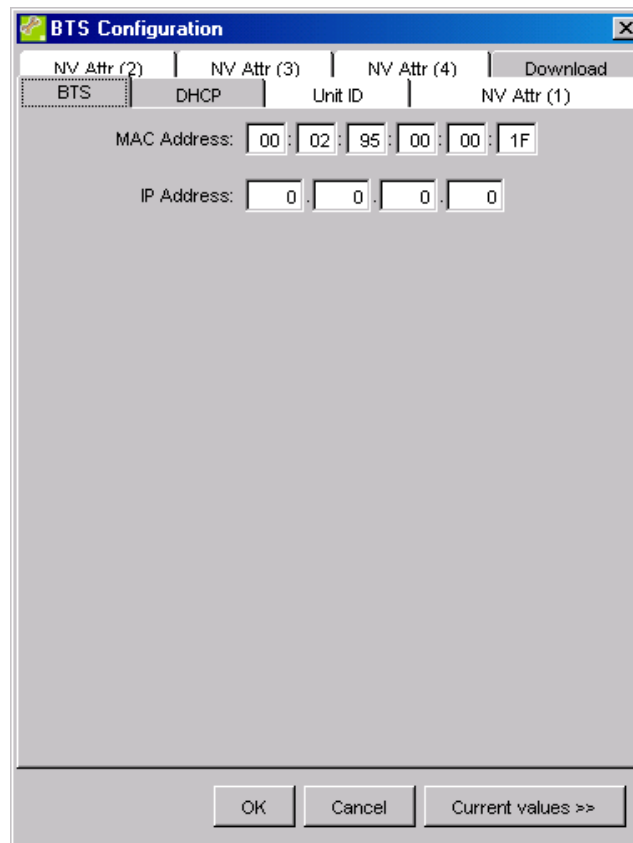 BTS Configuration
NV Attr (2) NV Attr (3) NV Attr (4) Download
BTS DHCP Unit ID NV Attr (1)
MAC Address: 00 : 02 : 95 : 00 : 00 : 1F
IP Address: 0 . 0 . 0 . 0
OK Cancel Current values >>